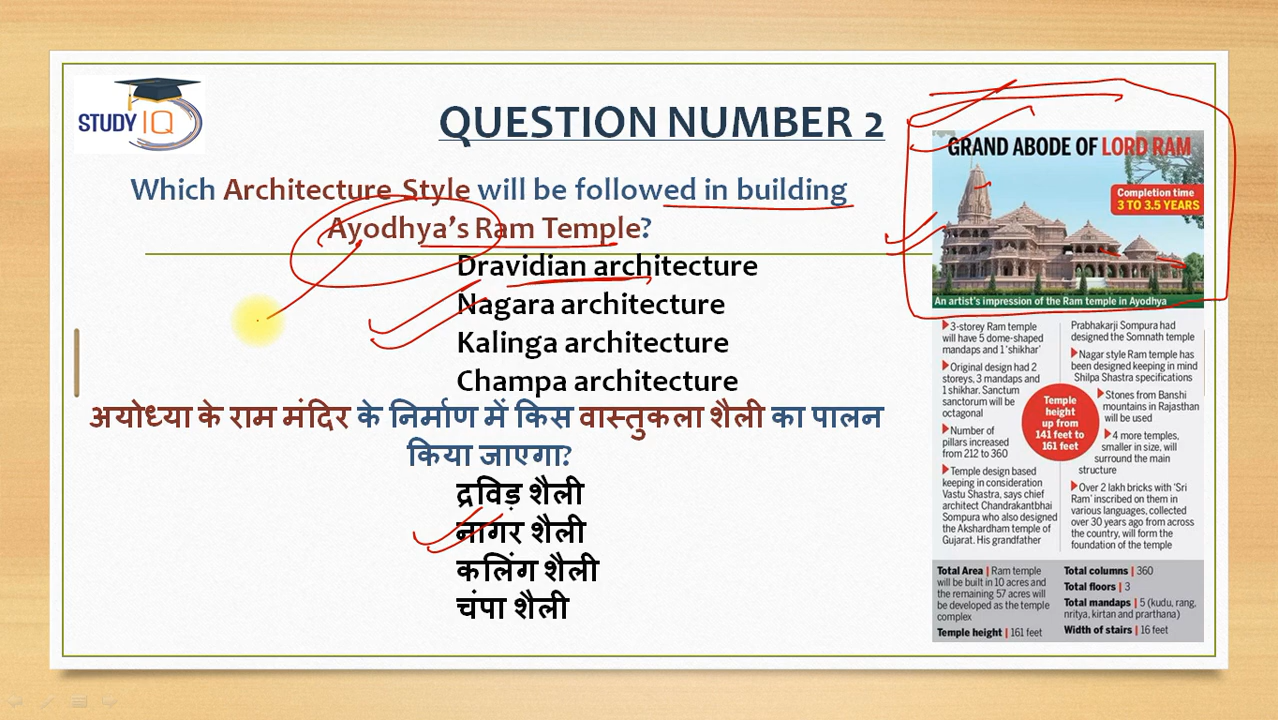 STUDY IQ
QUESTION NUMBER 2
Which Architecture Style will be followed in building
Ayodhya's Ram Temple?
Dravidian architecture
Nagara architecture
Kalinga architecture
Champa architecture
अयोध्या के राम मंदिर के निर्माण में किस वास्तुकला शैली का पालन
किया जाएगा?
द्रविड़ शैली
नागर शैली
कलिंग शैली
चंपा शैली
GRAND ABODE OF LORD RAM
Completion time
3 TO 3.5 YEARS
An artist's impression of the Ram temple in Ayodhya
3-storey Ram temple
will have 5 dome-shaped
mandaps and 1 'shikhar'
Original design had 2
storeys, 3 mandaps and
1 shikhar. Sanctum
sanctorum will be
octagonal
Number of
pillars increased
from 212 to 360
Temple design based
keeping in consideration
Vastu Shastra, says chief
architect Chandrakantbhai
Sompura who also designed
the Akshardham temple of
Gujarat. His grandfather
Prabhakarji Sompura had
designed the Somnath temple
Nagar style Ram temple has
been designed keeping in mind
Shilpa Shastra specifications
Stones from Banshi
mountains in Rajasthan
will be used
4 more temples,
smaller in size, will
surround the main
structure
Over 2 lakh bricks with 'Sri
Ram' inscribed on them in
various languages, collected
over 30 years ago from across
the country, will form the
foundation of the temple
Temple
height
up from
141 feet to
161 feet
Total Area | Ram temple
will be built in 10 acres and
the remaining 57 acres will
be developed as the temple
complex
Temple height | 161 feet
Total columns | 360
Total floors | 3
Total mandaps | 5 (kudu, rang,
nritya, kirtan and prarthana)
Width of stairs | 16 feet